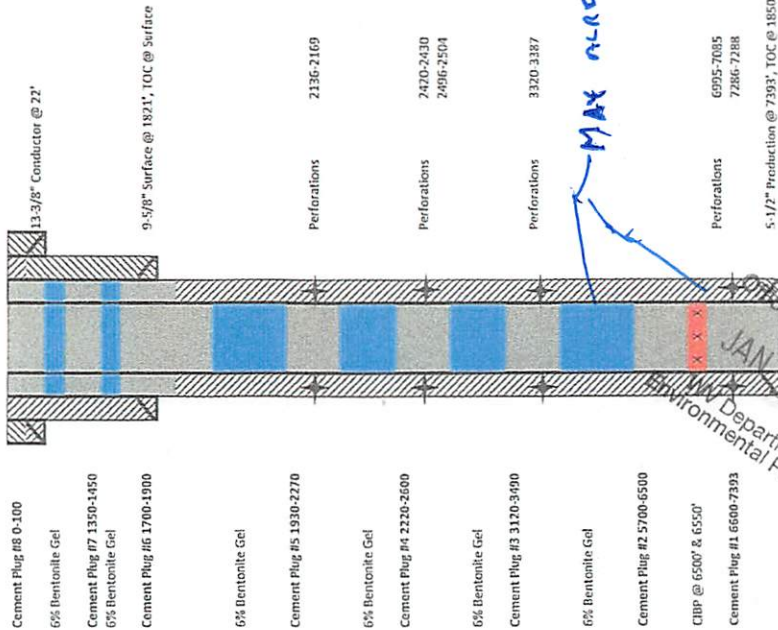 Cement Plug #8 0-100
6% Bentonite Gel
Cement Plug #7 1350-1450
6% Bentonite Gel
Cement Plug #6 1700-1900
6% Bentonite Gel
Cement Plug #5 1930-2270
6% Bentonite Gel
Cement Plug #4 2220-2600
6% Bentonite Gel
Cement Plug #3 3120-3490
6% Bentonite Gel
Cement Plug #2 5700-6500
CIBP @ 6500' & 6550'
Cement Plug #1 6600-7393
13-3/8" Conductor @ 22'
9-5/8" Surface @ 1821', TOC @ Surface
Perforations 2136-2169
Perforations 2420-2430
2496-2504
Perforations 3320-3387
MAY
Perforations 6995-7085
7286-7288
5-1/2" Production @ 7393', TOC @ 1850
x x x
JAN
WV Departm
Environmental P